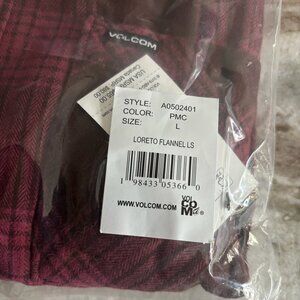 VOLCOM
STYLE: A0502401
COLOR: PMC
SIZE: L
LORETO FLANNEL LS
1 98433 05366 0
WWW.VOLCOM.COM